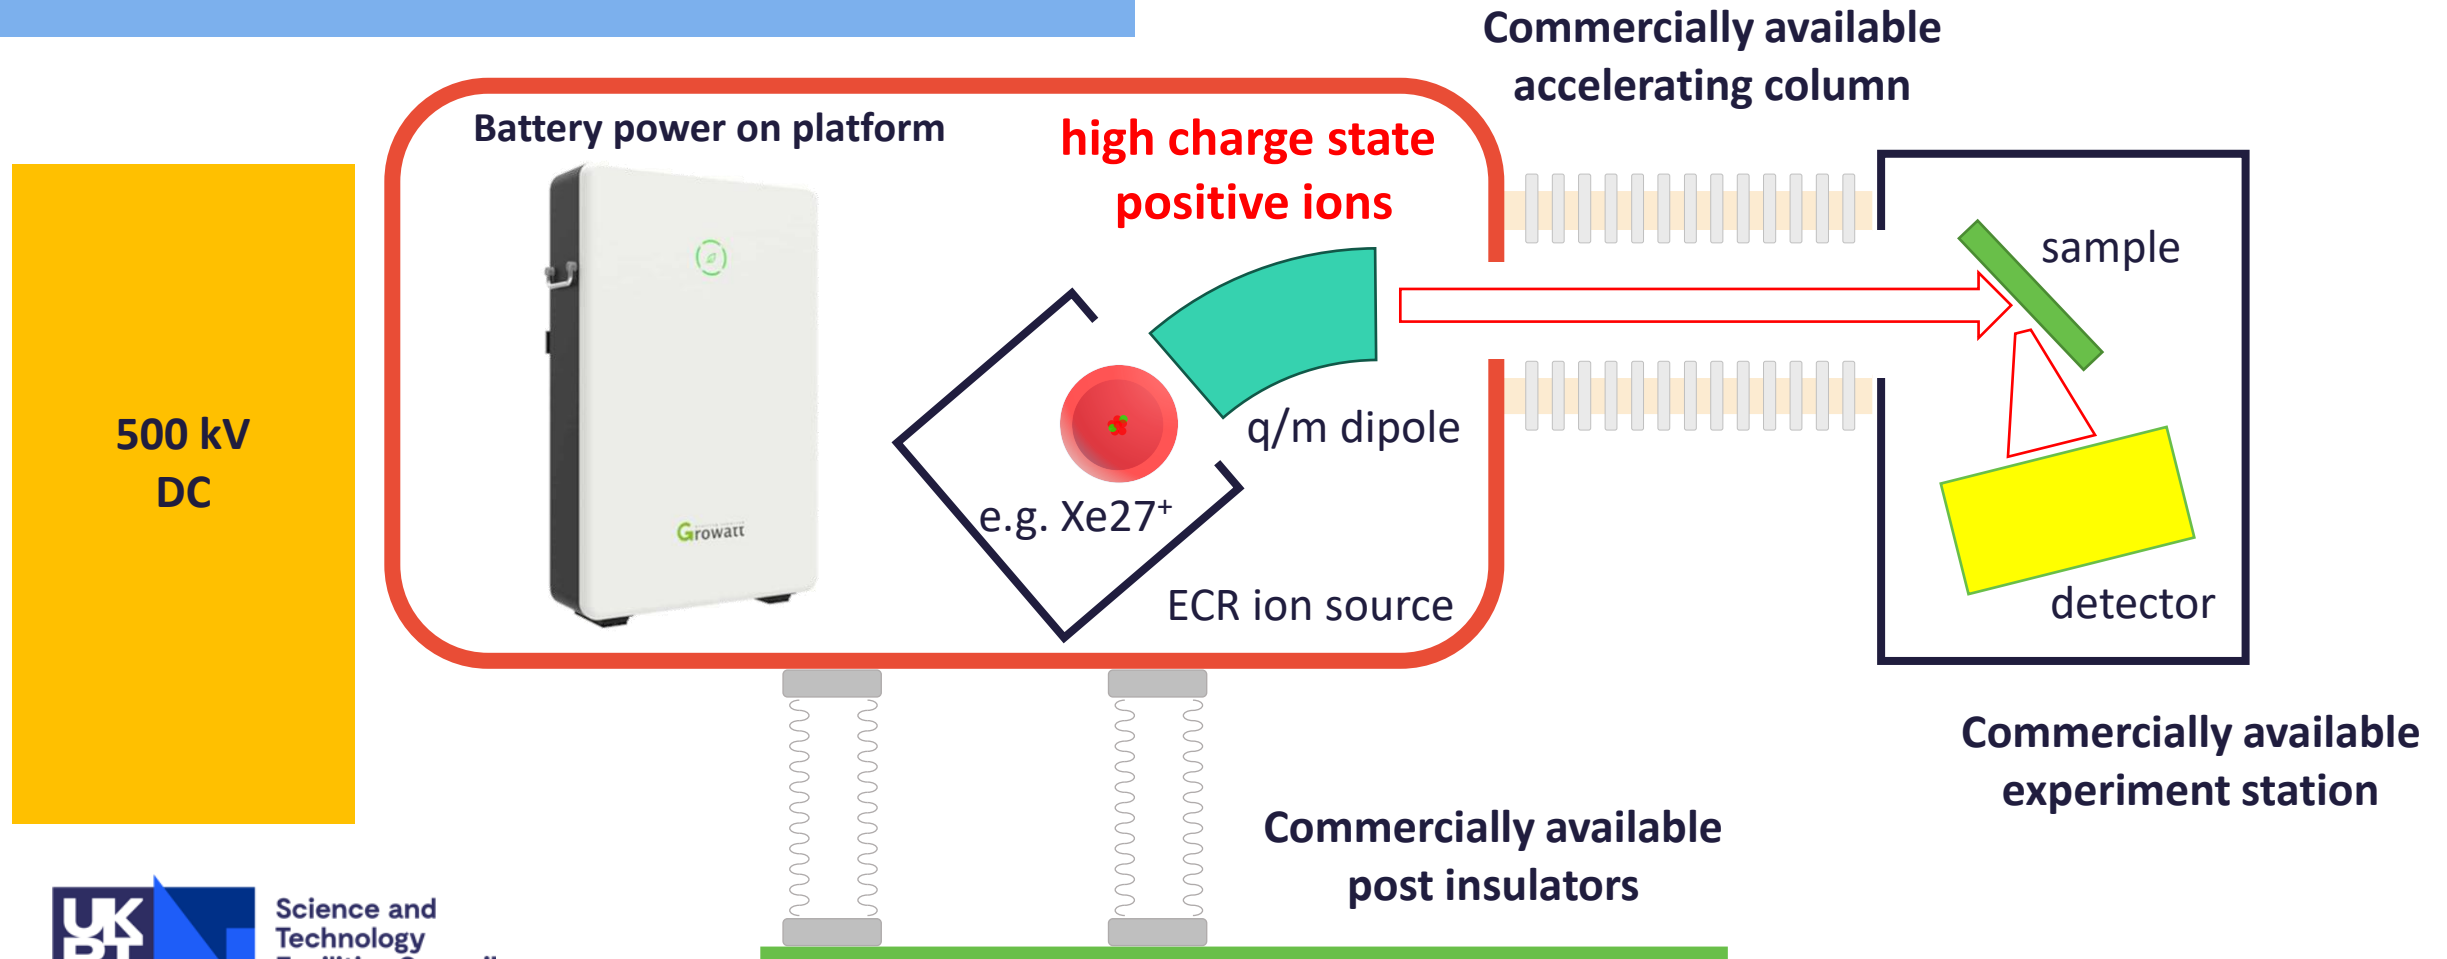 Commercially available
accelerating column
Battery power on platform
high charge state
positive ions
sample
500 kV
DC
q/m dipole
Growatt
e.g. Xe27⁺
ECR ion source
detector
Commercially available
experiment station
Commercially available
post insulators
UK
Science and
Technology